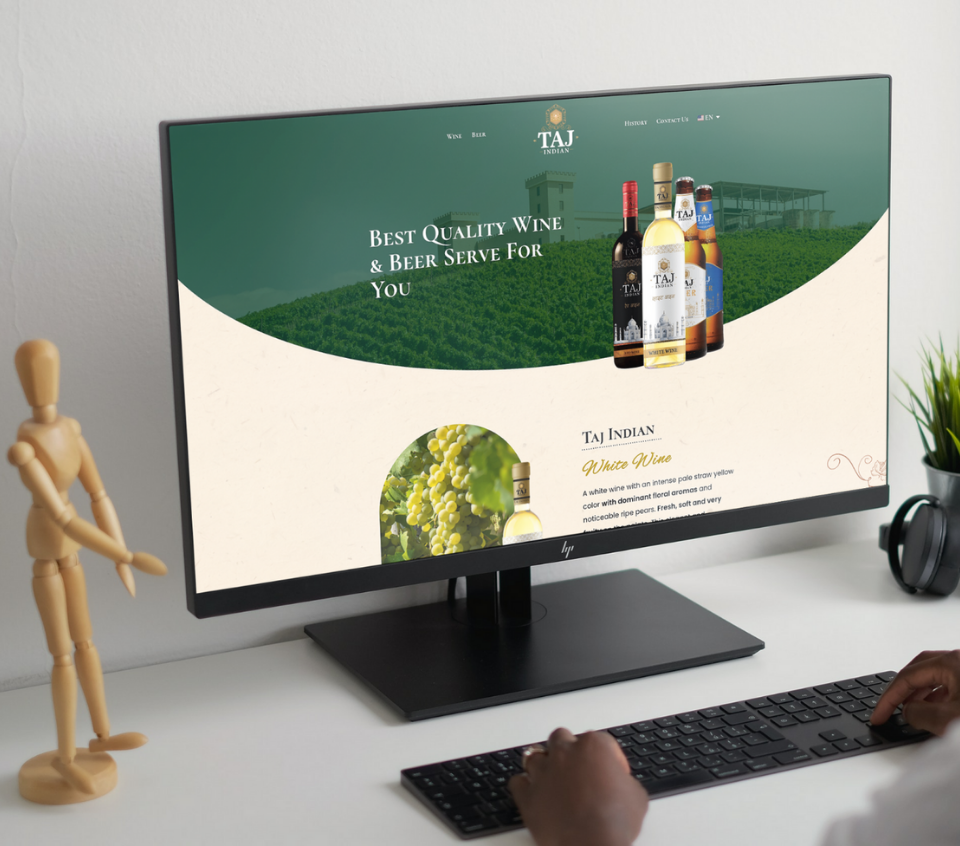 Wine Beer
TAJ
INDIAN
History Contact Us EN
Best Quality Wine
& Beer Serve For
You
TAJ
INDIAN
TAJ
INDIAN
WHITE WINE
TAJ
TAJ
Taj Indian
White Wine
A white wine with an intense pale straw yellow
color with dominant floral aromas and
noticeable ripe pears. Fresh, soft and very
hp